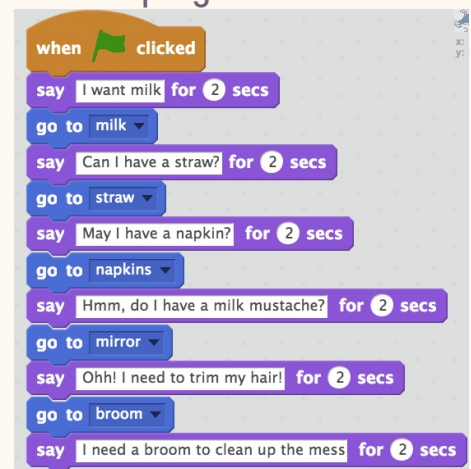 when clicked
say I want milk for 2 secs
go to milk
say Can I have a straw? for 2 secs
go to straw
say May I have a napkin? for 2 secs
go to napkins
say Hmm, do I have a milk mustache? for 2 secs
go to mirror
say Ohh! I need to trim my hair! for 2 secs
go to broom
say I need a broom to clean up the mess for 2 secs
x:
y: